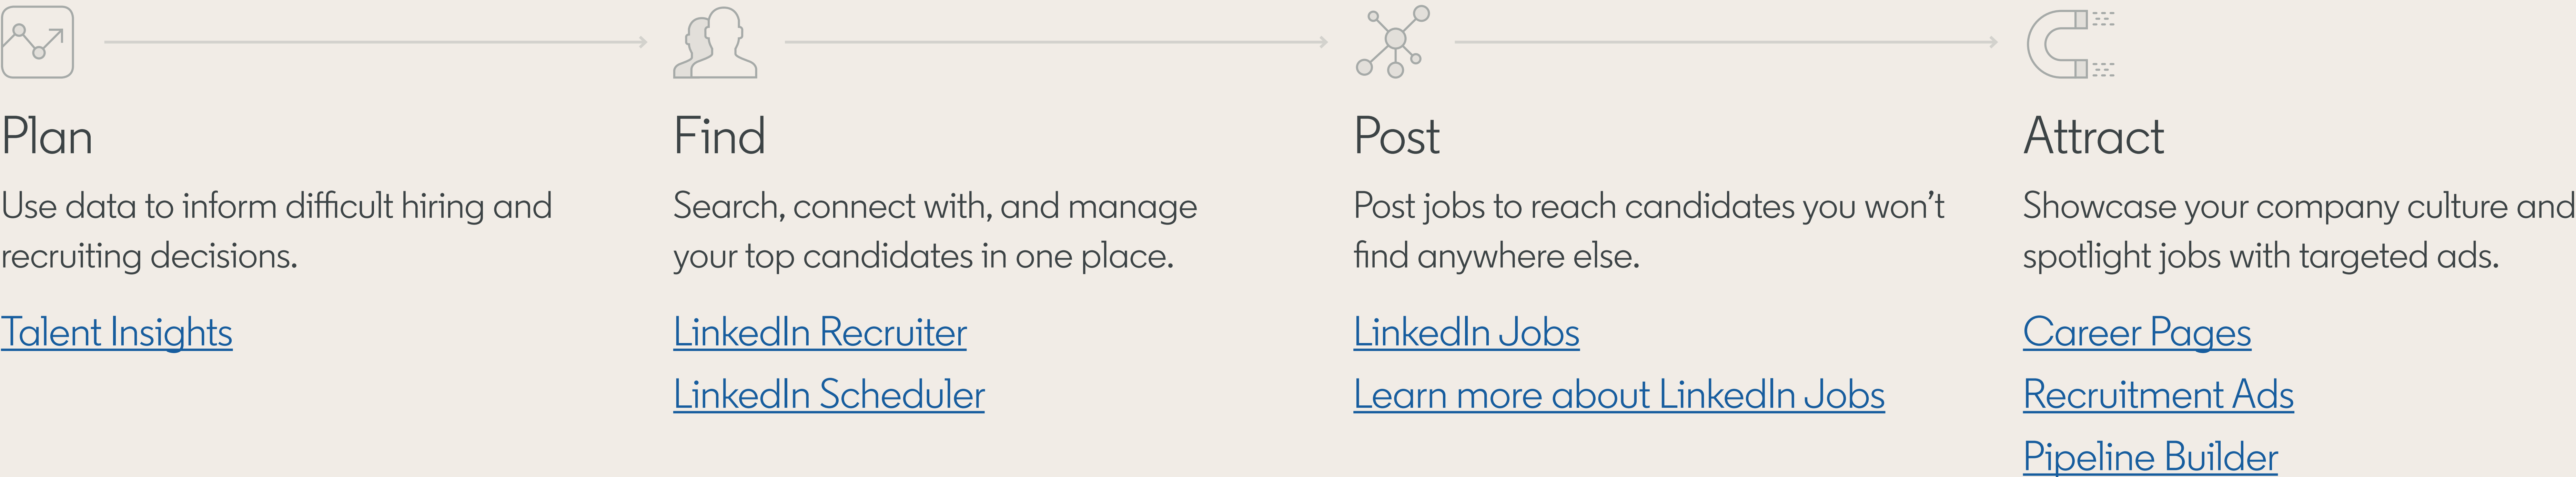 Plan
Use data to inform difficult hiring and
recruiting decisions.
Talent Insights
Find
Search, connect with, and manage
your top candidates in one place.
LinkedIn Recruiter
LinkedIn Scheduler
Post
Post jobs to reach candidates you won’t
find anywhere else.
LinkedIn Jobs
Learn more about LinkedIn Jobs
Attract
Showcase your company culture and
spotlight jobs with targeted ads.
Career Pages
Recruitment Ads
Pipeline Builder